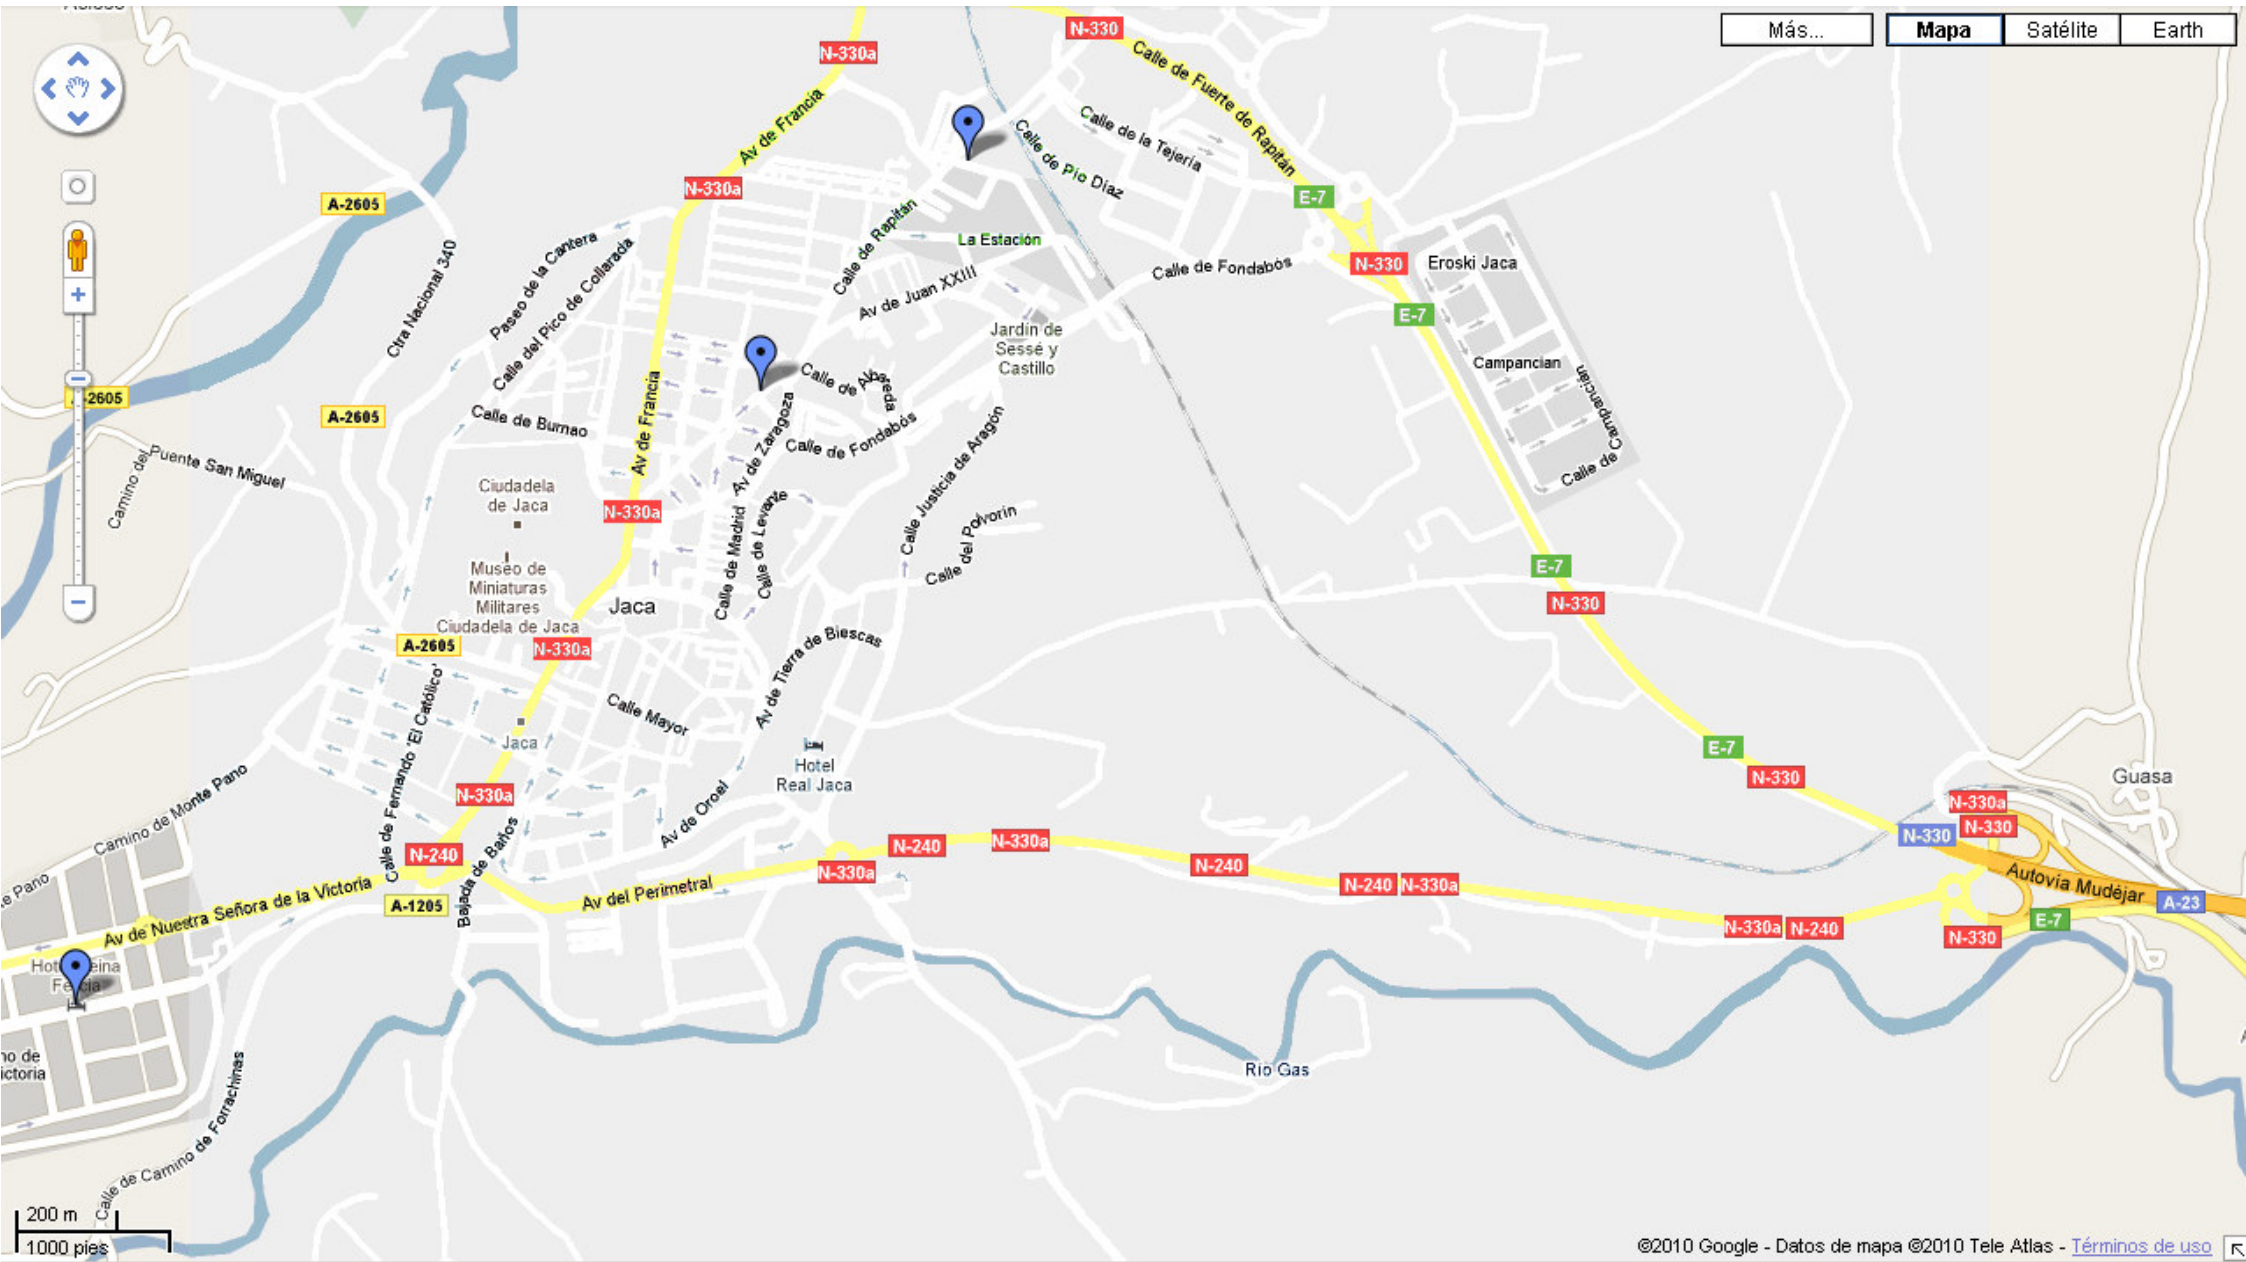 N-330
Más...
Mapa
Satélite
Earth
N-330a
Calle de Fuerte de Rapitán
Av de Francia
Calle de la Tejería
Calle de Pio Díaz
N-330a
A-2605
E-7
Calle de Rapitán
La Estación
Paseo de la Cantera
Calle del Pico de Collarada
Ctra Nacional 340
Av de Juan XXIII
Calle de Fondabós
N-330
Eroski Jaca
E-7
Jardín de
Sessé y
Castillo
Campancian
Calle de Campancián
2605
A-2605
Calle de Burnao
Av de Francia
Av de Zaragoza
Calle de Fondabós
Calle Justicia de Aragón
Puente San Miguel
Camino del
Ciudadela
de Jaca
N-330a
Calle de Madrid
Calle de Levante
Calle del Polvorin
Museo de
Miniaturas
Militares
Ciudadela de Jaca
Jaca
E-7
N-330
A-2605
N-330a
Av de Tierra de Biescas
Calle Mayor
Calle de Fernando 'El Católico'
Jaca
Hotel
Real Jaca
E-7
N-330
Guasa
Camino de Monte Pano
N-330a
Av de Oroel
N-330a
N-330
N-330
N-240
Bajada de Baños
N-240
N-330a
N-330a
N-240
N-240
N-330a
Autovía Mudéjar
A-23
e Pano
Av de Nuestra Señora de la Victoria
A-1205
Av del Perimetral
N-330a
N-240
N-330
E-7
Rio Gas
Calle de Camino de Forrachinas
200 m
1000 pies
©2010 Google - Datos de mapa ©2010 Tele Atlas - Términos de uso